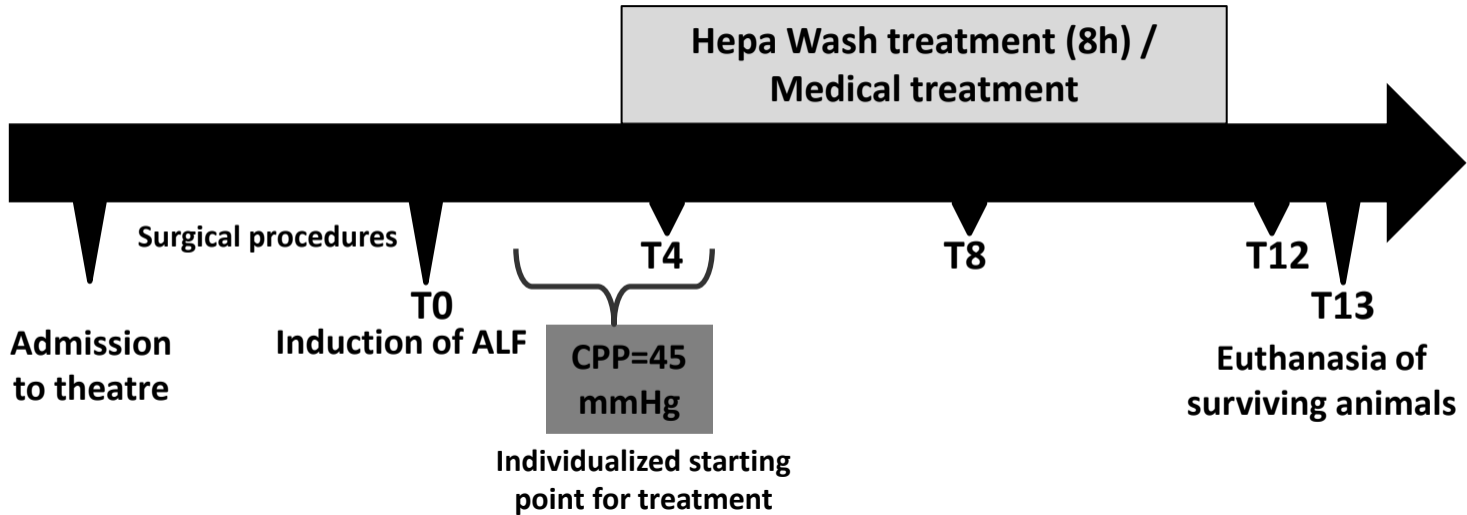 Hepa Wash treatment (8h) /
Medical treatment
Surgical procedures
T4
T8
T12
T0
T13
Admission
to theatre
Induction of ALF
CPP=45
mmHg
Euthanasia of
surviving animals
Individualized starting
point for treatment